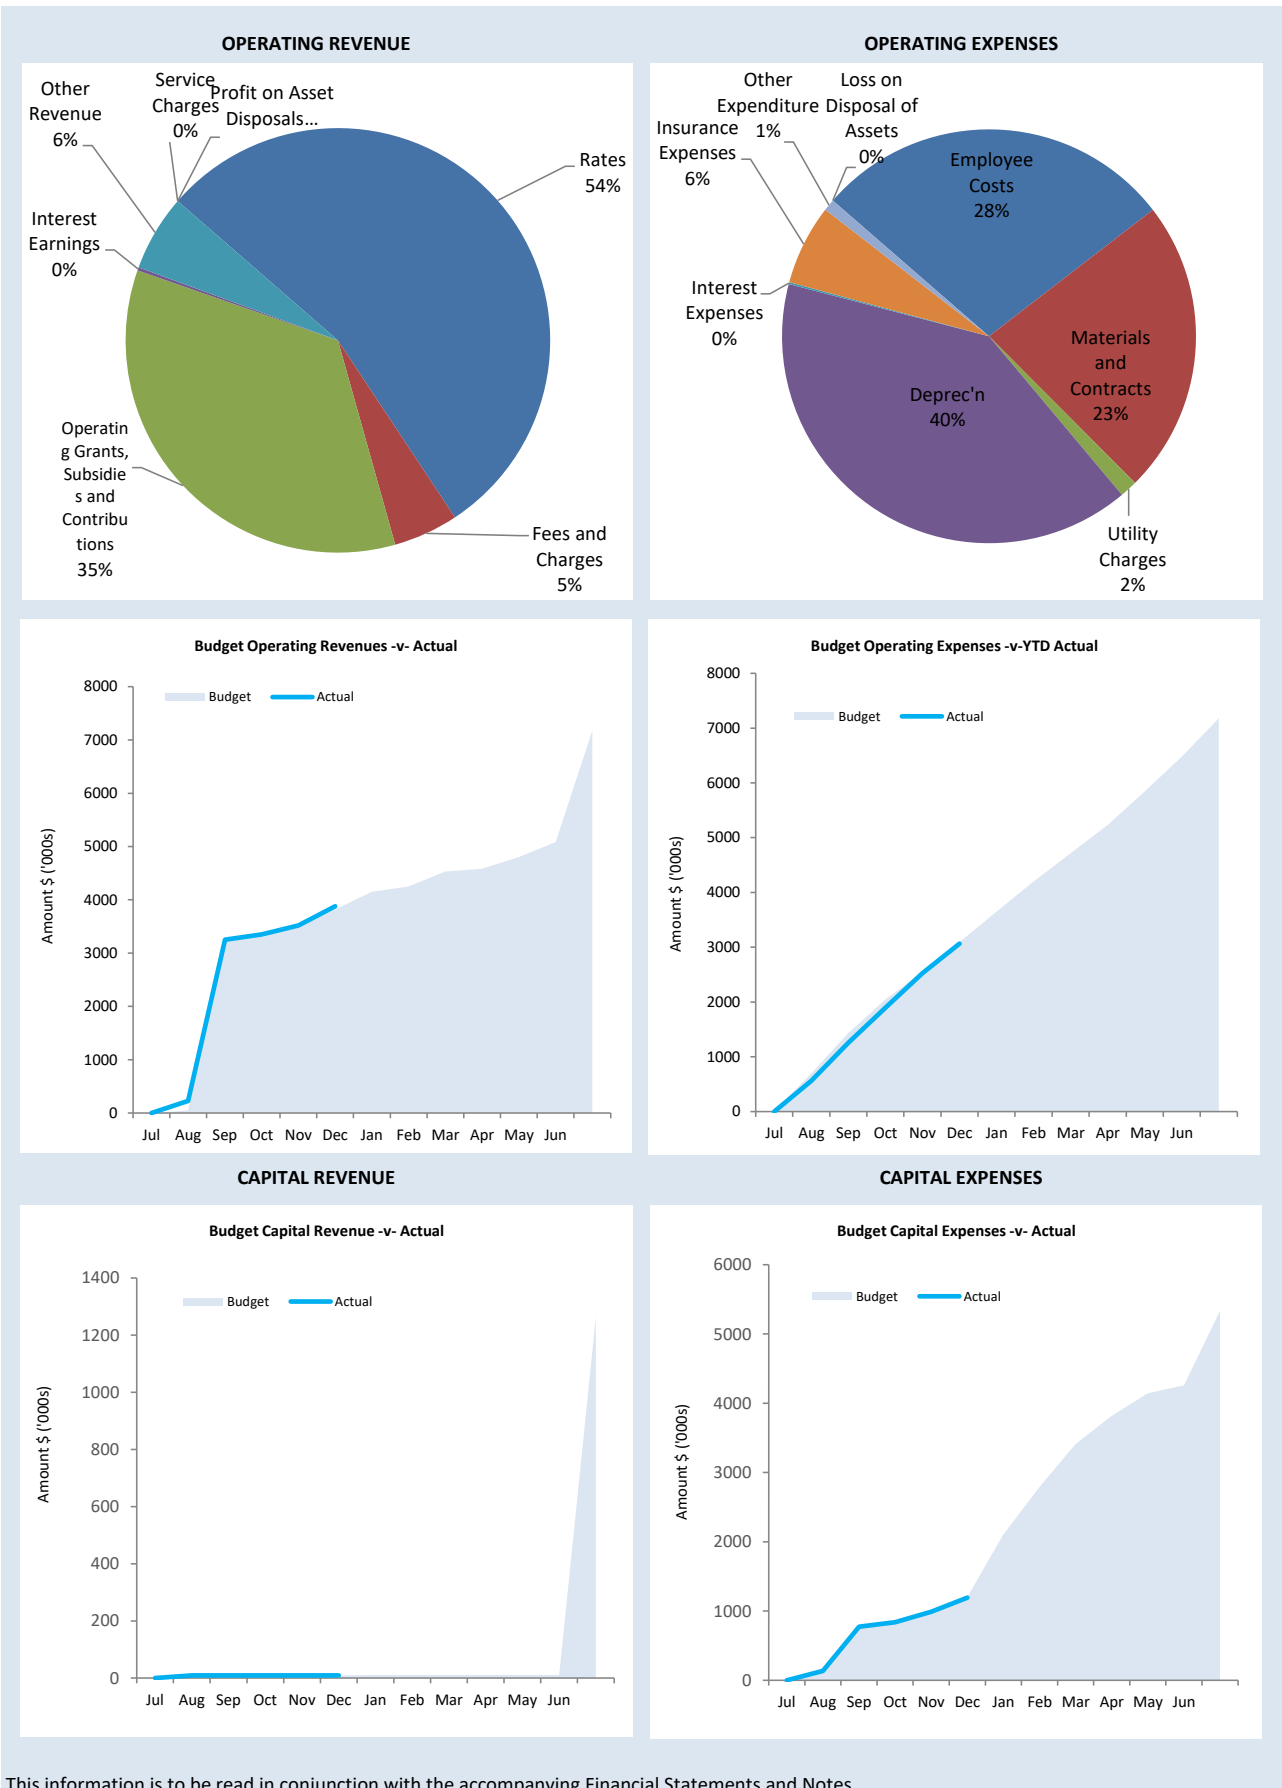 OPERATING REVENUE
Other
Revenue
6%
Service
Charges
0%
Profit on Asset
Disposals...
Rates
54%
Interest
Earnings
0%
Operatin
g Grants,
Subsidie
s and
Contribu
tions
35%
Fees and
Charges
5%
OPERATING EXPENSES
Other
Expenditure
1%
Loss on
Disposal of
Assets
0%
Insurance
Expenses
6%
Employee
Costs
28%
Interest
Expenses
0%
Materials
and
Contracts
23%
Deprec'n
40%
Utility
Charges
2%
Budget Operating Revenues -v- Actual
Budget Actual
Amount $ ('000s)
8000
7000
6000
5000
4000
3000
2000
1000
0
Jul Aug Sep Oct Nov Dec Jan Feb Mar Apr May Jun
Budget Operating Expenses -v-YTD Actual
Budget Actual
Amount $ ('000s)
8000
7000
6000
5000
4000
3000
2000
1000
0
Jul Aug Sep Oct Nov Dec Jan Feb Mar Apr May Jun
CAPITAL REVENUE
Budget Capital Revenue -v- Actual
Budget Actual
Amount $ ('000s)
1400
1200
1000
800
600
400
200
0
Jul Aug Sep Oct Nov Dec Jan Feb Mar Apr May Jun
CAPITAL EXPENSES
Budget Capital Expenses -v- Actual
Budget Actual
Amount $ ('000s)
6000
5000
4000
3000
2000
1000
0
Jul Aug Sep Oct Nov Dec Jan Feb Mar Apr May Jun
This information is to be read in conjunction with the accompanying Financial Statements and Notes